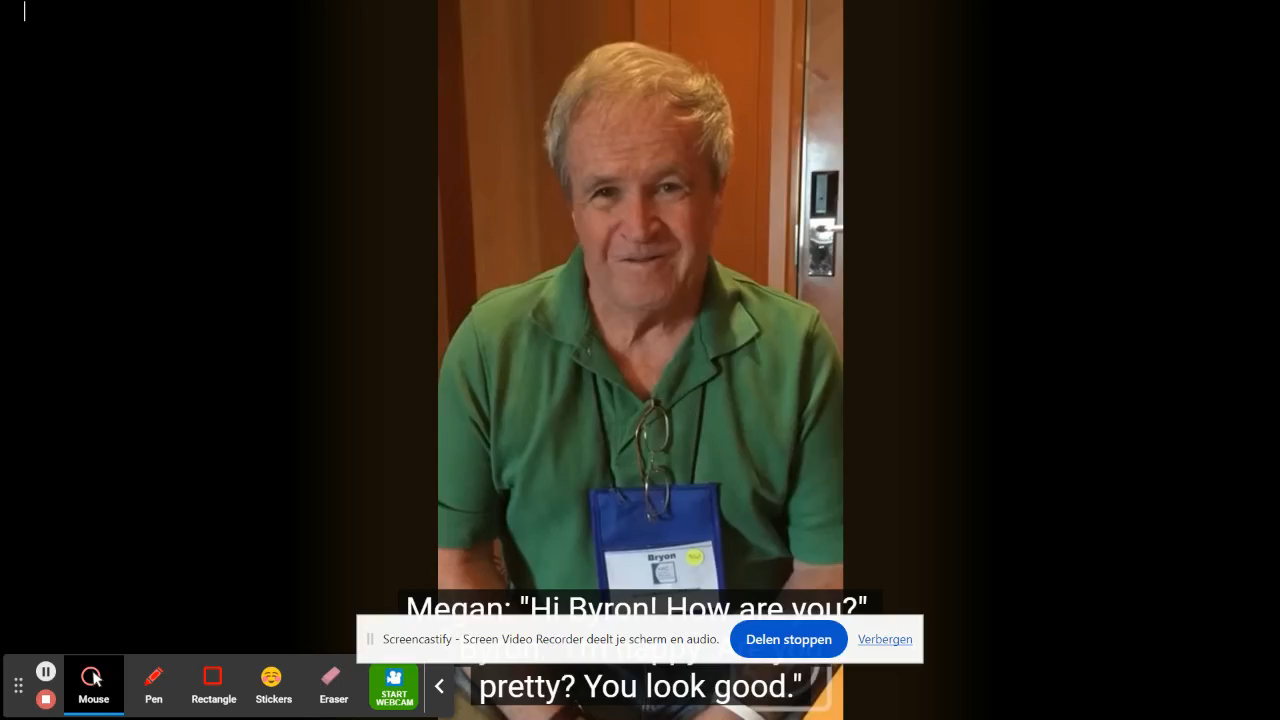 Bryon
Megan: "Hi Byron! How are you?"
Screencastify - Screen Video Recorder deelt je scherm en audio.
Delen stoppen
Verbergen
pretty? You look good."
Mouse
Pen
Rectangle
Stickers
Eraser
START
WEBCAM